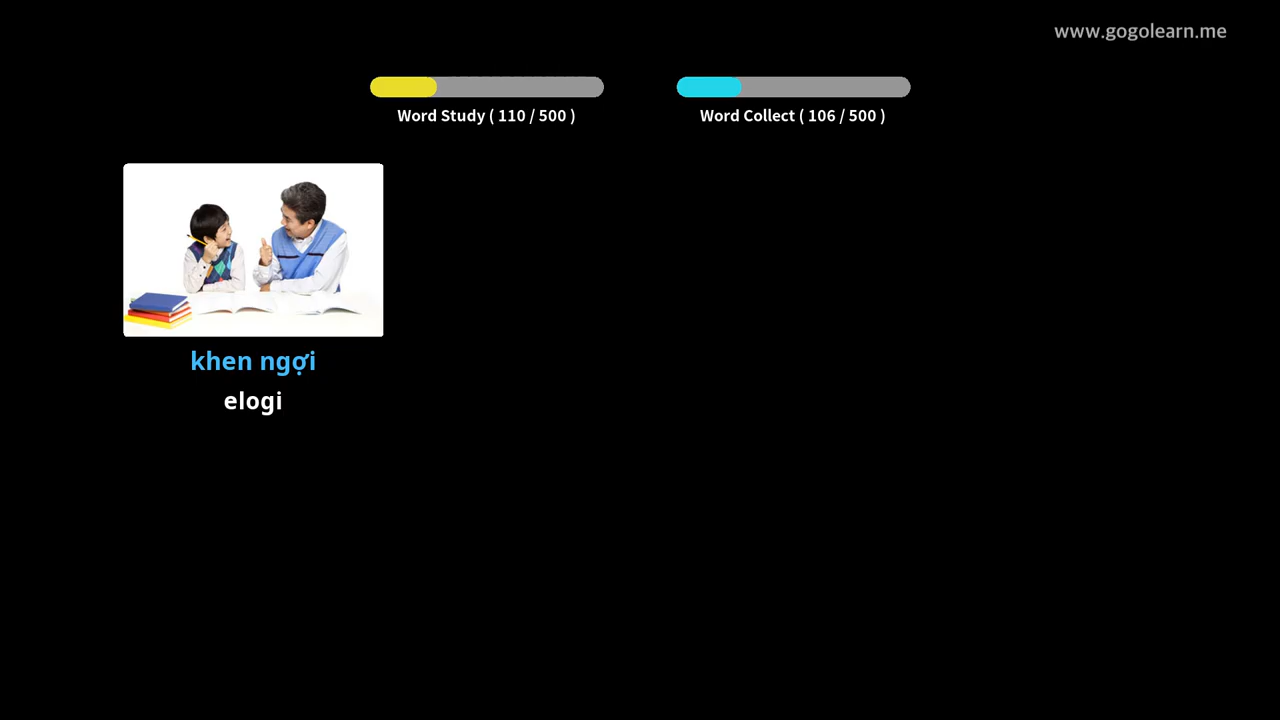 www.gogolearn.me
Word Study ( 110 / 500 )
Word Collect ( 106 / 500 )
khen ngợi
elogi